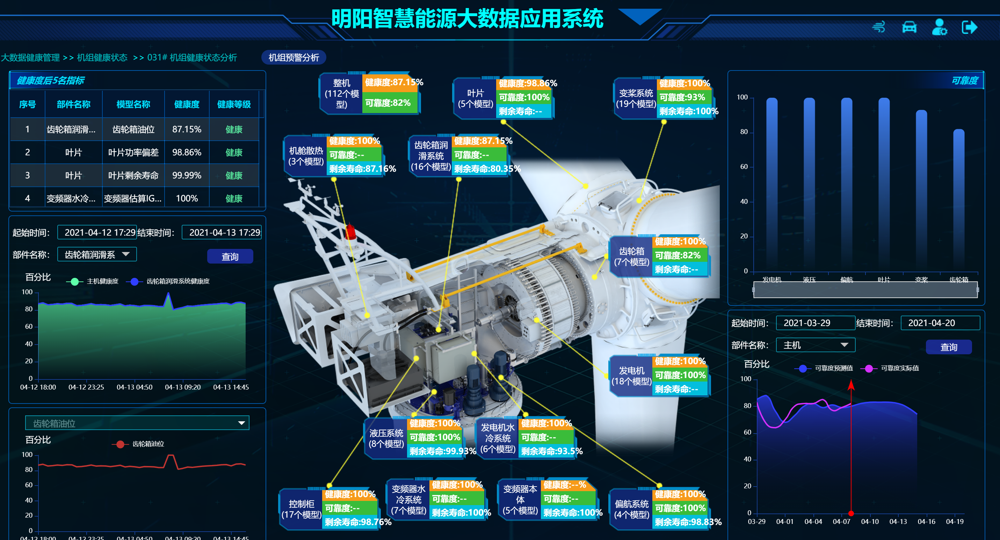 明阳智慧能源大数据应用系统
大数据健康管理 >> 机组健康状态 >> 031# 机组健康状态分析
机组预警分析
健康度后5名指标
序号 部件名称 模型名称 健康度 健康等级
1 齿轮箱润滑... 齿轮箱油位 87.15% 健康
2 叶片 叶片功率偏差 98.86% 健康
3 叶片 叶片剩余寿命 99.99% 健康
4 变频器水冷... 变频器估算IG... 100% 健康
起始时间： 2021-04-12 17:29 结束时间： 2021-04-13 17:29:
部件名称： 齿轮箱润滑系 查询
百分比 主机健康度 齿轮箱润滑系统健康度
100
80
60
40
20
0
04-12 18:00 04-12 23:25 04-13 04:50 04-13 09:20 04-13 14:45
齿轮箱油位
百分比 齿轮箱油位
100
80
60
40
20
0
04-12 18:00 04-12 23:25 04-13 04:50 04-13 09:20 04-13 14:45
整机
(112个模
型)
健康度:87.15%
可靠度:82%
叶片
(5个模型)
健康度:98.86%
可靠度:100%
剩余寿命:--
变桨系统
(19个模型)
健康度:100%
可靠度:93%
剩余寿命:100%
机舱散热
(3个模型)
健康度:100%
可靠度:--
剩余寿命:87.16%
齿轮箱润
滑系统
(16个模型)
健康度:87.15%
可靠度:--
剩余寿命:80.35%
齿轮箱
(7个模型)
健康度:100%
可靠度:82%
剩余寿命:--
发电机
(18个模型)
健康度:100%
可靠度:100%
剩余寿命:--
液压系统
(8个模型)
健康度:100%
可靠度:100%
剩余寿命:99.93%
发电机水
冷系统
(6个模型)
健康度:100%
可靠度:--
剩余寿命:93.5%
控制柜
(17个模型)
健康度:100%
可靠度:--
剩余寿命:98.76%
变频器水
冷系统
(7个模型)
健康度:100%
可靠度:--
剩余寿命:100%
变频器本
体
(5个模型)
健康度:--%
可靠度:--
剩余寿命:100%
偏航系统
(4个模型)
健康度:100%
可靠度:100%
剩余寿命:98.83%
可靠度
100
80
60
40
20
0
发电机 液压 偏航 叶片 变桨 齿轮箱
起始时间： 2021-03-29 结束时间： 2021-04-20
部件名称： 主机 查询
百分比 可靠度预测值 可靠度实际值
100
80
60
40
20
0
03-29 04-01 04-04 04-07 04-10 04-13 04-16 04-19